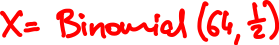 X= Binomial (64, 1/2)